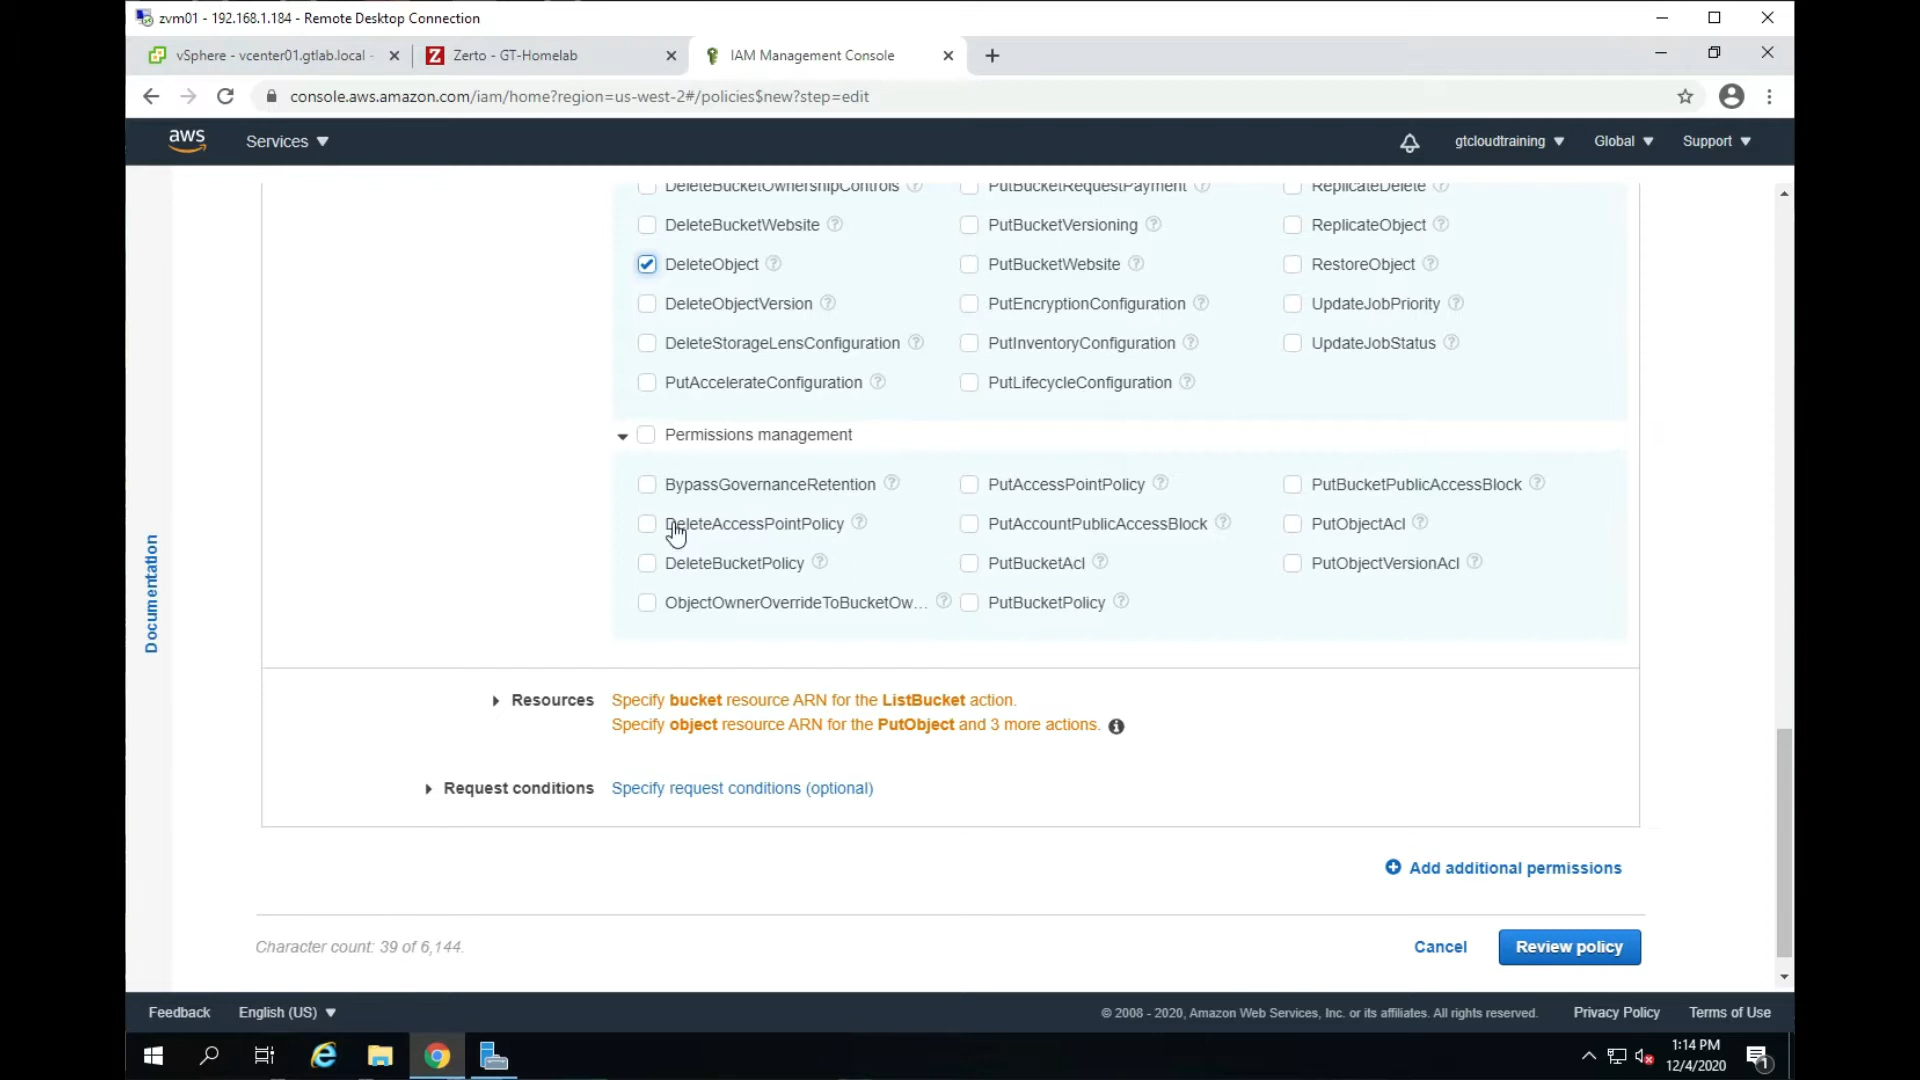 zvm01 - 192.168.1.184 - Remote Desktop Connection
vSphere - vcenter01.gtlab.local -
Z Zerto - GT-Homelab
IAM Management Console
console.aws.amazon.com/iam/home?region=us-west-2#/policies$new?step=edit
aws Services gtcloudtraining Global Support
DeleteBucketOwnershipControls PutBucketRequestPayment ReplicateDelete
DeleteBucketWebsite PutBucketVersioning ReplicateObject
DeleteObject PutBucketWebsite RestoreObject
DeleteObjectVersion PutEncryptionConfiguration UpdateJobPriority
DeleteStorageLensConfiguration PutInventoryConfiguration UpdateJobStatus
PutAccelerateConfiguration PutLifecycleConfiguration
Permissions management
BypassGovernanceRetention PutAccessPointPolicy PutBucketPublicAccessBlock
DeleteAccessPointPolicy PutAccountPublicAccessBlock PutObjectAcl
DeleteBucketPolicy PutBucketAcl PutObjectVersionAcl
ObjectOwnerOverrideToBucketOw... PutBucketPolicy
Documentation
Resources Specify bucket resource ARN for the ListBucket action.
Specify object resource ARN for the PutObject and 3 more actions.
Request conditions Specify request conditions (optional)
Add additional permissions
Character count: 39 of 6,144.
Cancel Review policy
Feedback English (US) © 2008 - 2020, Amazon Web Services, Inc. or its affiliates. All rights reserved. Privacy Policy Terms of Use
1:14 PM
12/4/2020
1